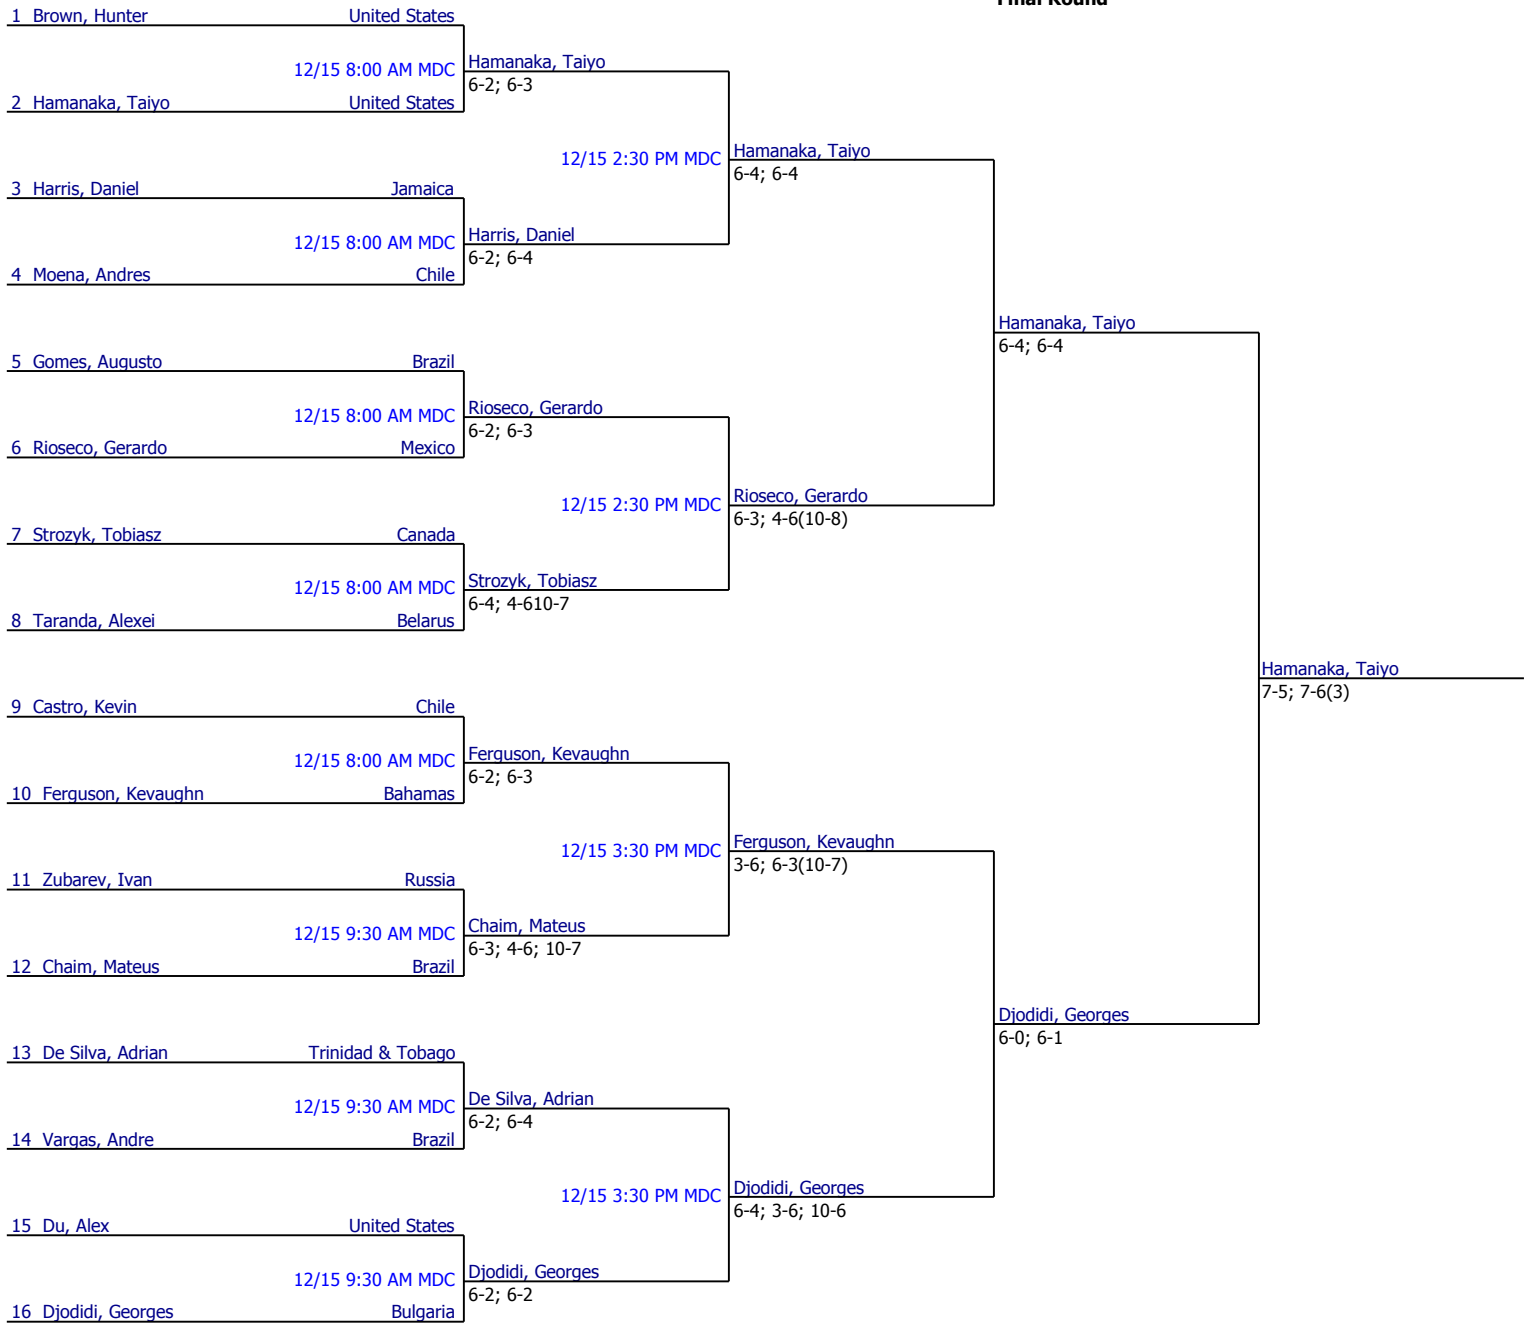 Final Round
1 Brown, Hunter United States
12/15 8:00 AM MDC Hamanaka, Taiyo
6-2; 6-3
2 Hamanaka, Taiyo United States
12/15 2:30 PM MDC Hamanaka, Taiyo
6-4; 6-4
3 Harris, Daniel Jamaica
12/15 8:00 AM MDC Harris, Daniel
6-2; 6-4
4 Moena, Andres Chile
Hamanaka, Taiyo
6-4; 6-4
5 Gomes, Augusto Brazil
12/15 8:00 AM MDC Rioseco, Gerardo
6-2; 6-3
6 Rioseco, Gerardo Mexico
12/15 2:30 PM MDC Rioseco, Gerardo
6-3; 4-6(10-8)
7 Strozyk, Tobiasz Canada
12/15 8:00 AM MDC Strozyk, Tobiasz
6-4; 4-610-7
8 Taranda, Alexei Belarus
Hamanaka, Taiyo
7-5; 7-6(3)
9 Castro, Kevin Chile
12/15 8:00 AM MDC Ferguson, Kevaughn
6-2; 6-3
10 Ferguson, Kevaughn Bahamas
12/15 3:30 PM MDC Ferguson, Kevaughn
3-6; 6-3(10-7)
11 Zubarev, Ivan Russia
12/15 9:30 AM MDC Chaim, Mateus
6-3; 4-6; 10-7
12 Chaim, Mateus Brazil
Djodidi, Georges
6-0; 6-1
13 De Silva, Adrian Trinidad & Tobago
12/15 9:30 AM MDC De Silva, Adrian
6-2; 6-4
14 Vargas, Andre Brazil
12/15 3:30 PM MDC Djodidi, Georges
6-4; 3-6; 10-6
15 Du, Alex United States
12/15 9:30 AM MDC Djodidi, Georges
6-2; 6-2
16 Djodidi, Georges Bulgaria